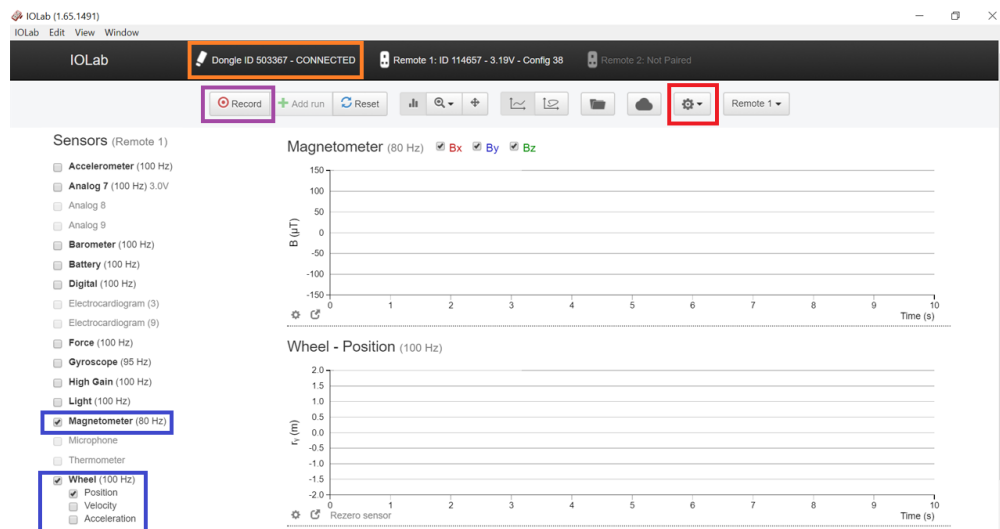 IOLab (1.65.1491)
IOLab Edit View Window
IOLab Dongle ID 503367 - CONNECTED Remote 1: ID 114657 - 3.19V - Config 38 Remote 2: Not Paired
Record Add run Reset Remote 1
Sensors (Remote 1)
Accelerometer (100 Hz)
Analog 7 (100 Hz) 3.0V
Analog 8
Analog 9
Barometer (100 Hz)
Battery (100 Hz)
Digital (100 Hz)
Electrocardiogram (3)
Electrocardiogram (9)
Force (100 Hz)
Gyroscope (95 Hz)
High Gain (100 Hz)
Light (100 Hz)
Magnetometer (80 Hz)
Microphone
Thermometer
Wheel (100 Hz)
Position
Velocity
Acceleration
Magnetometer (80 Hz) Bx By Bz
150
100
50
0
-50
-100
-150
B (µT)
0 1 2 3 4 5 6 7 8 9 10
Time (s)
Wheel - Position (100 Hz)
2.0
1.5
1.0
0.5
0.0
-0.5
-1.0
-1.5
-2.0
ry (m)
0 1 2 3 4 5 6 7 8 9 10
Rezero sensor Time (s)